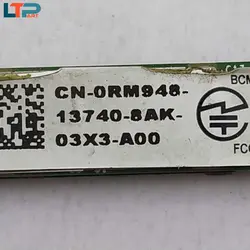 LTP
CN-0RM948-
13740-8AK-
03X3-A00
BCM
FCC